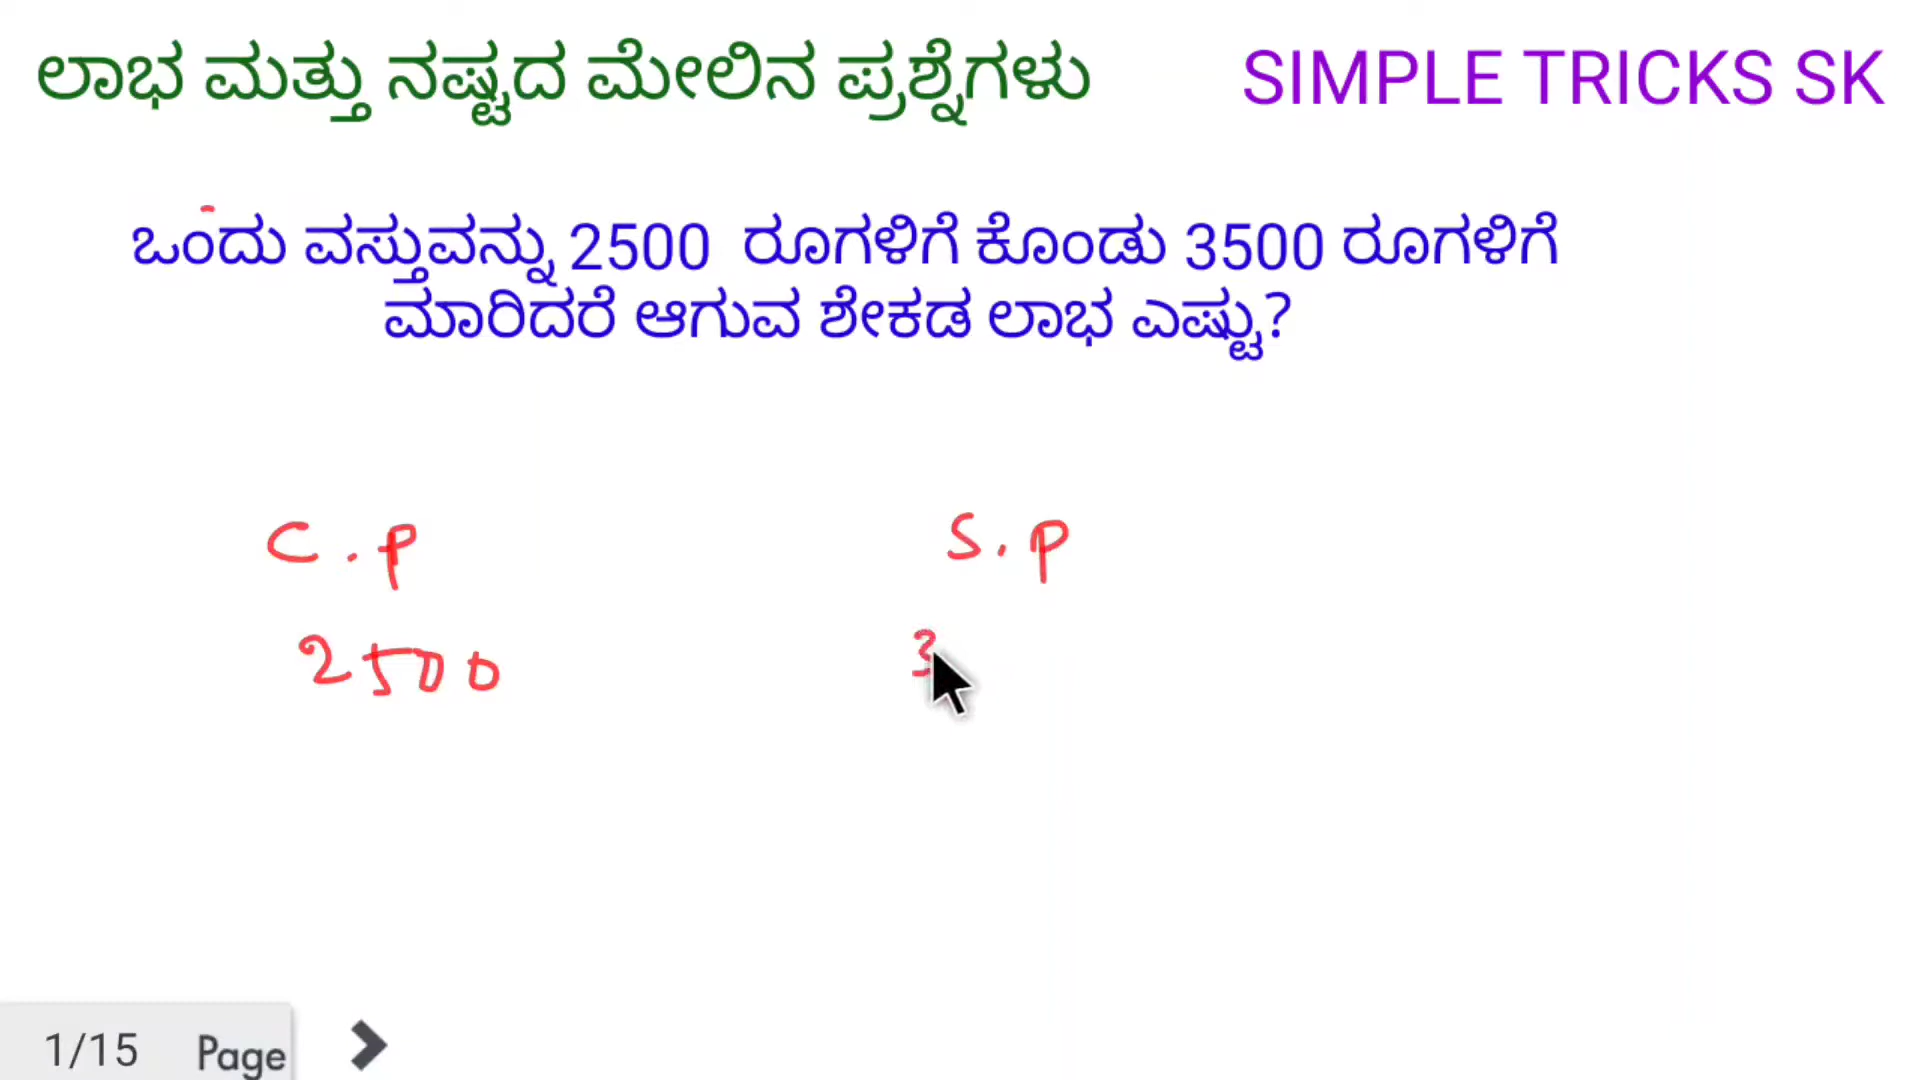 ಲಾಭ ಮತ್ತು ನಷ್ಟದ ಮೇಲಿನ ಪ್ರಶ್ನೆಗಳು SIMPLE TRICKS SK
ಒಂದು ವಸ್ತುವನ್ನು 2500 ರೂಗಳಿಗೆ ಕೊಂಡು 3500 ರೂಗಳಿಗೆ
ಮಾರಿದರೆ ಆಗುವ ಶೇಕಡ ಲಾಭ ಎಷ್ಟು?
C.P S.P
2500 3
1/15 Page